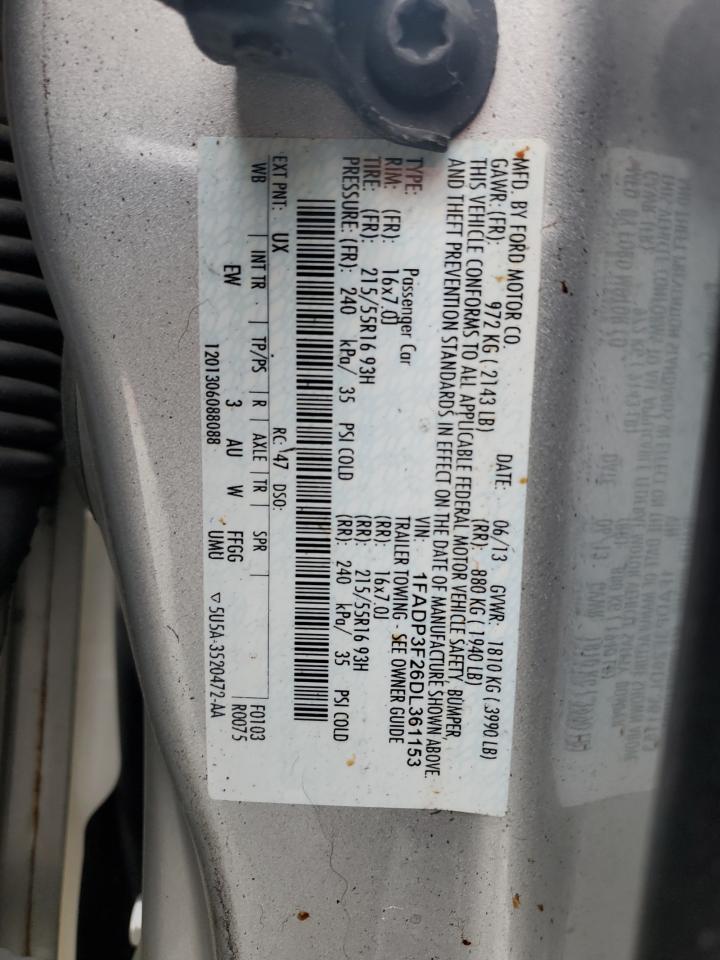 MFD. BY FORD MOTOR CO. DATE: 06/13 GVWR: 1810 KG (3990 LB)
GAWR: (FR): 972 KG (2143 LB) (RR): 880 KG (1940 LB)
THIS VEHICLE CONFORMS TO ALL APPLICABLE FEDERAL MOTOR VEHICLE SAFETY, BUMPER,
AND THEFT PREVENTION STANDARDS IN EFFECT ON THE DATE OF MANUFACTURE SHOWN ABOVE.
VIN: 1FADP3F26DL361153
TYPE: Passenger Car TRAILER TOWING - SEE OWNER GUIDE
RIM: (FR): 16x7.0J (RR): 16x7.0J
TIRE: (FR): 215/55R16 93H (RR): 215/55R16 93H
PRESSURE: (FR): 240 kPa/ 35 PSI COLD (RR): 240 kPa/ 35 PSI COLD
EXT PNT: UX RC: 47 DSO: F0103
WB INT TR TP/PS R AXLE TR SPR R0075
EW 3 AU W FFGG
1201306088088 UMU ▽ 5U5A-3520472-AA